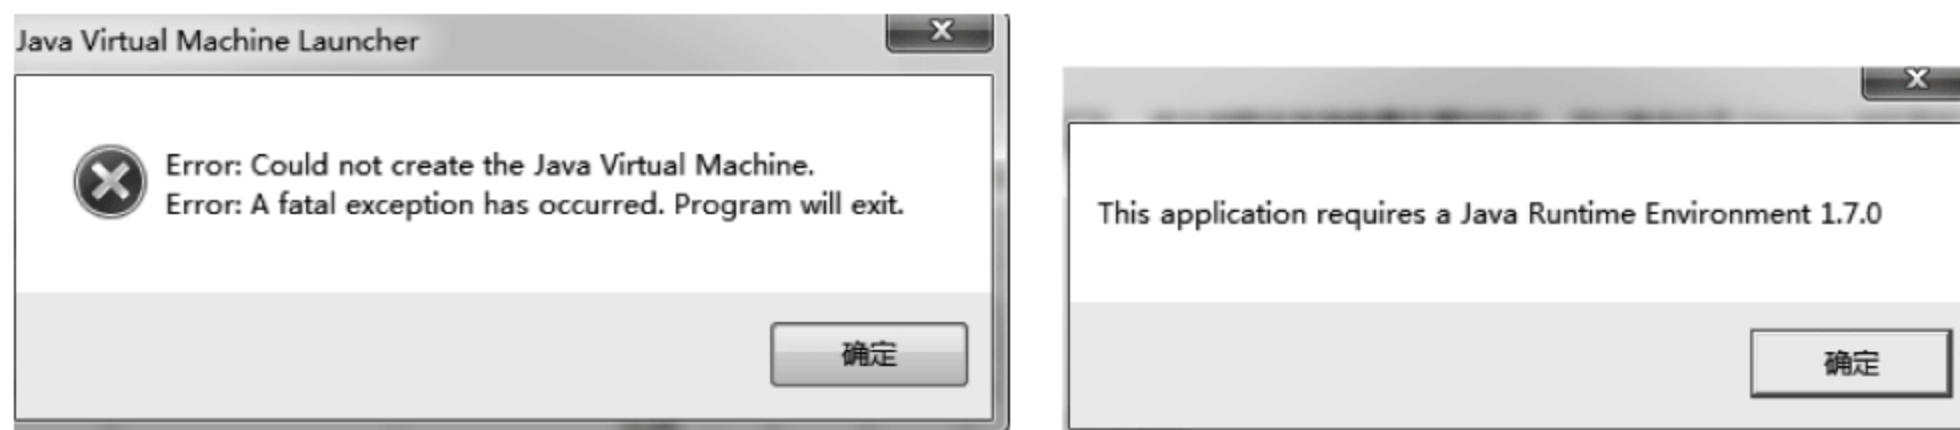 Java Virtual Machine Launcher
Error: Could not create the Java Virtual Machine.
Error: A fatal exception has occurred. Program will exit.
确定
This application requires a Java Runtime Environment 1.7.0
确定